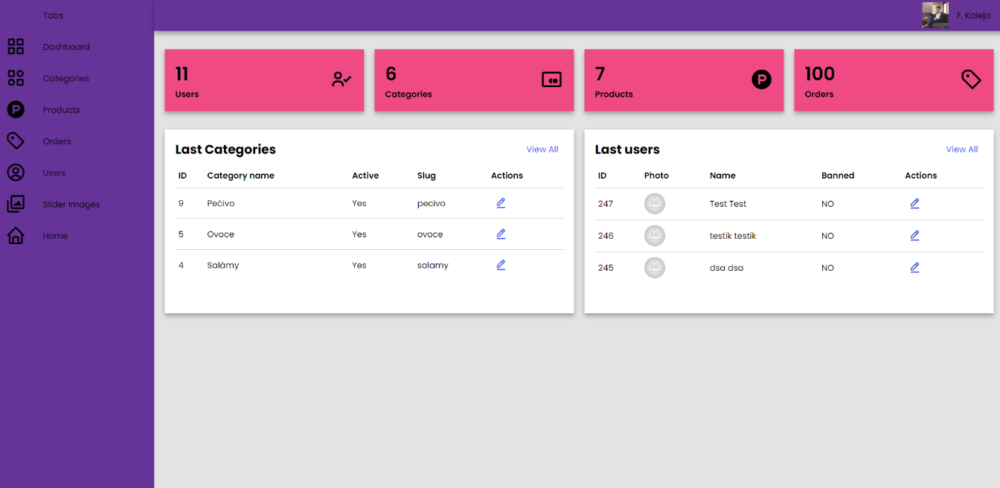 Tabs
F. Kaleja
Dashboard
Categories
Products
Orders
Users
Slider Images
Home
11
Users
6
Categories
7
Products
100
Orders
Last Categories
View All
ID Category name Active Slug Actions
9 Pečivo Yes pecivo
5 Ovoce Yes ovoce
4 Salámy Yes salamy
Last users
View All
ID Photo Name Banned Actions
247 Test Test NO
246 testik testik NO
245 dsa dsa NO